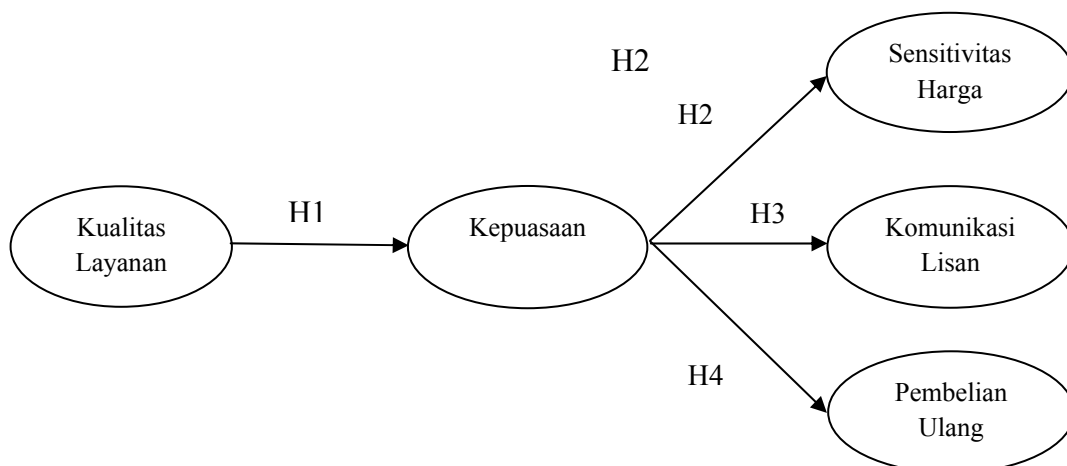 H2
Sensitivitas
Harga
H2
Kualitas
Layanan
H1
Kepuasaan
H3
Komunikasi
Lisan
H4
Pembelian
Ulang